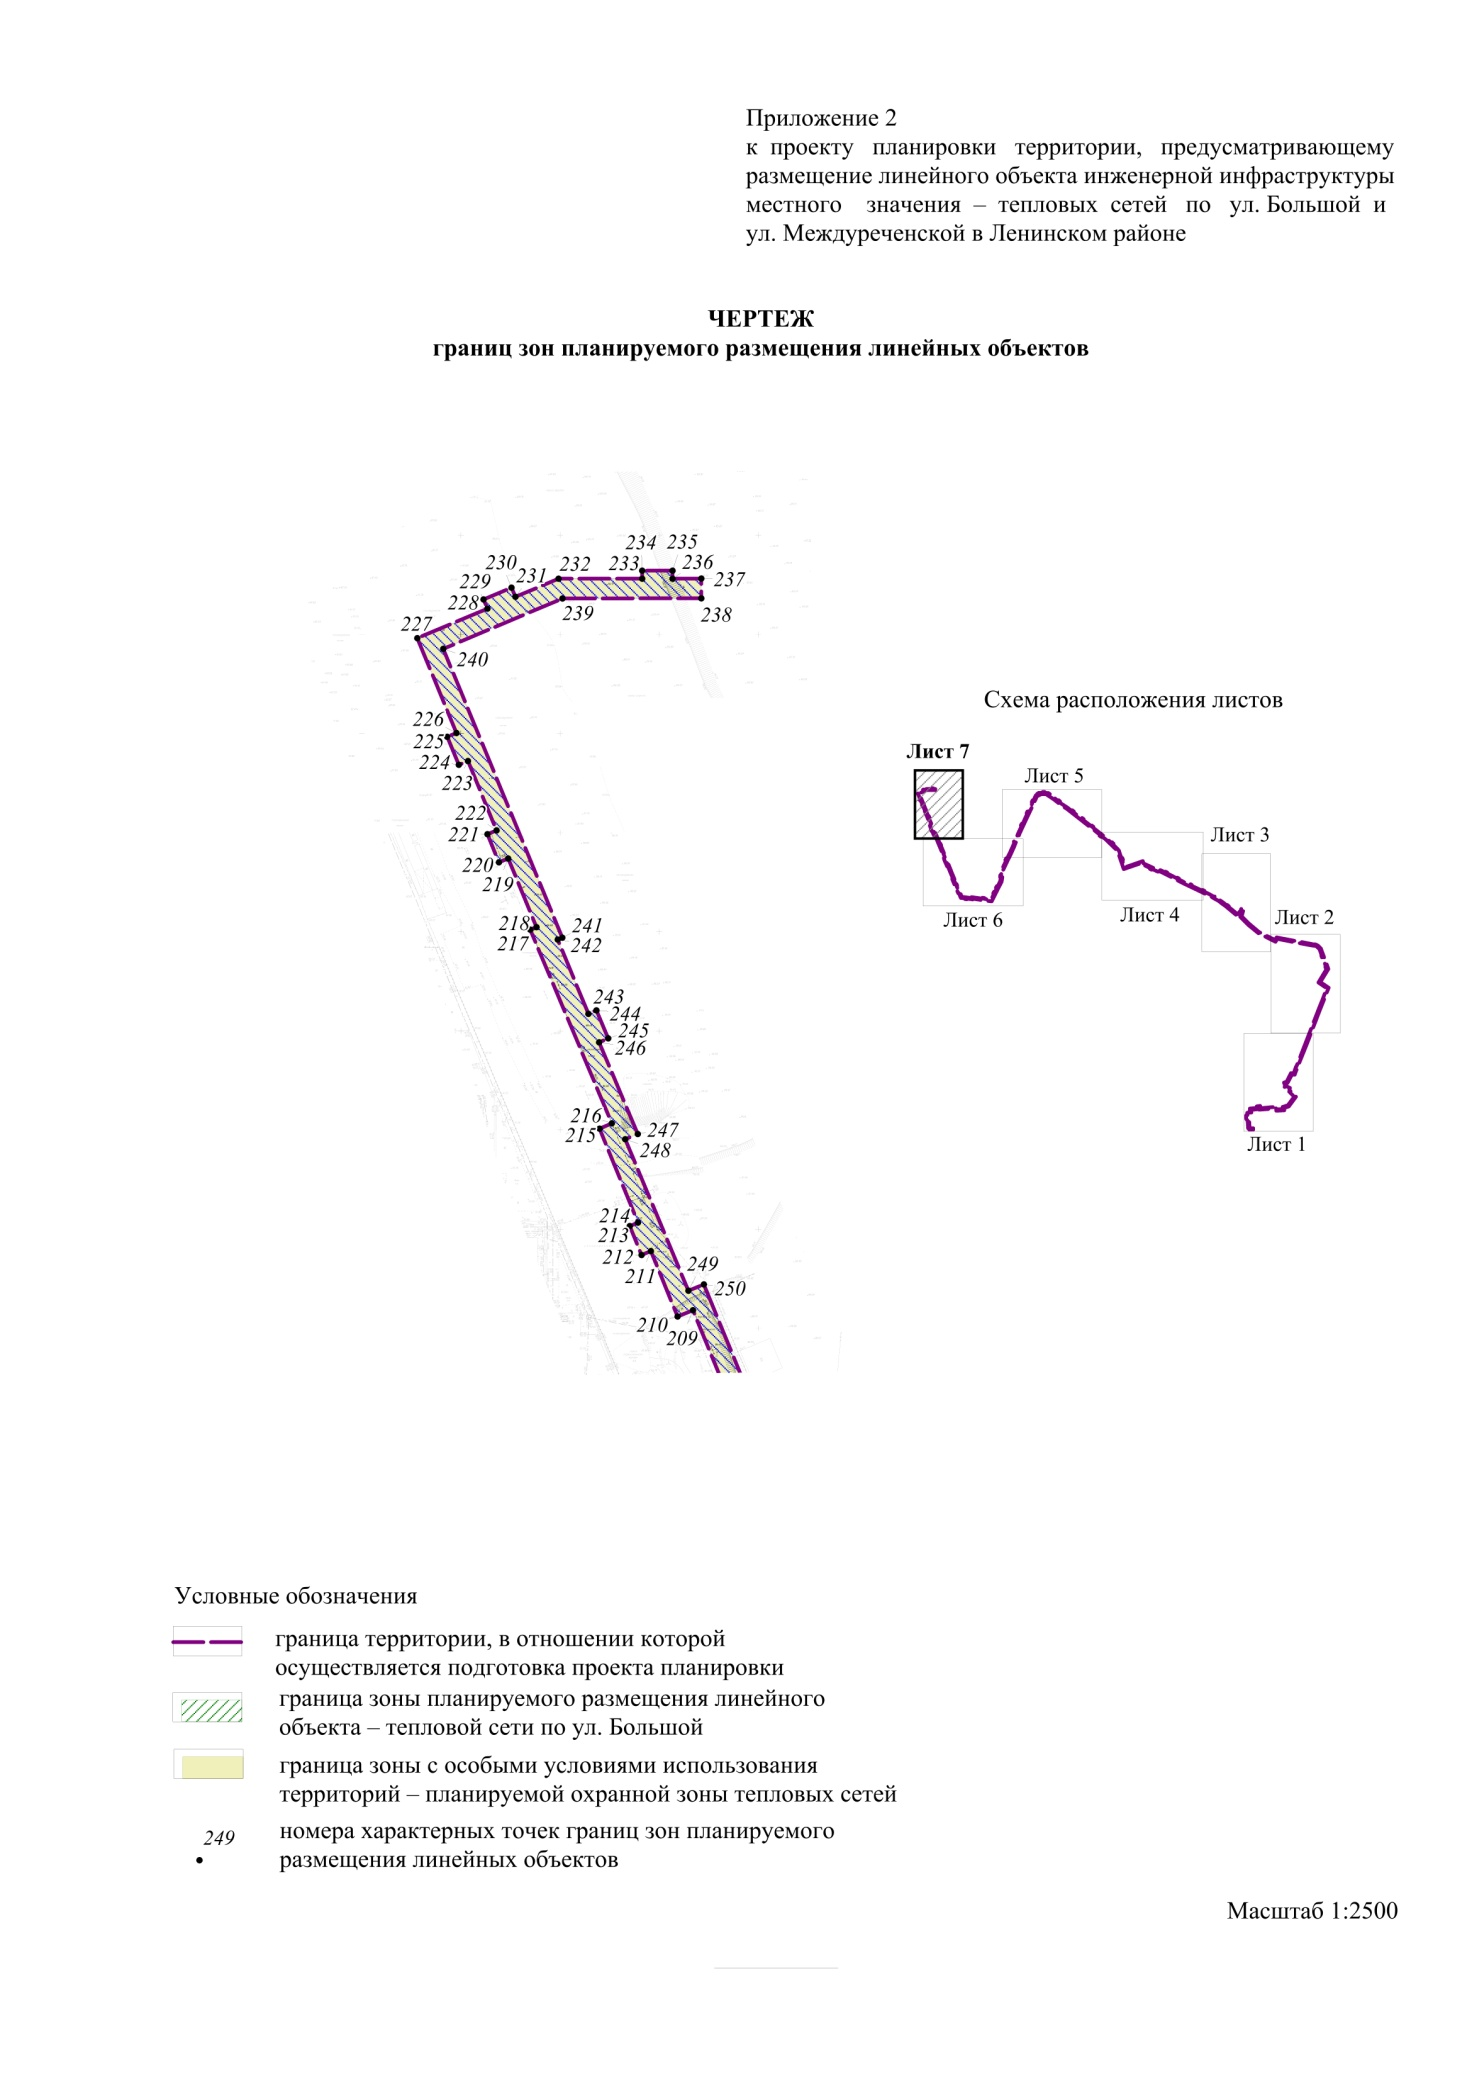 Приложение 2
к проекту планировки территории, предусматривающему
размещение линейного объекта инженерной инфраструктуры
местного значения – тепловых сетей по ул. Большой и
ул. Междуреченской в Ленинском районе
ЧЕРТЕЖ
границ зон планируемого размещения линейных объектов
234 235
230 232 233 236
229 231 237
228 239 238
227
240
226
225
224
223
222
221
220
219
218 241
217 242
243
244
245
246
216 247
215 248
214
213
212 249
211 250
210
209
Схема расположения листов
Лист 7
Лист 5
Лист 3
Лист 6
Лист 4
Лист 2
Лист 1
Условные обозначения
граница территории, в отношении которой
осуществляется подготовка проекта планировки
граница зоны планируемого размещения линейного
объекта – тепловой сети по ул. Большой
граница зоны с особыми условиями использования
территорий – планируемой охранной зоны тепловых сетей
249 номера характерных точек границ зон планируемого
размещения линейных объектов
Масштаб 1:2500